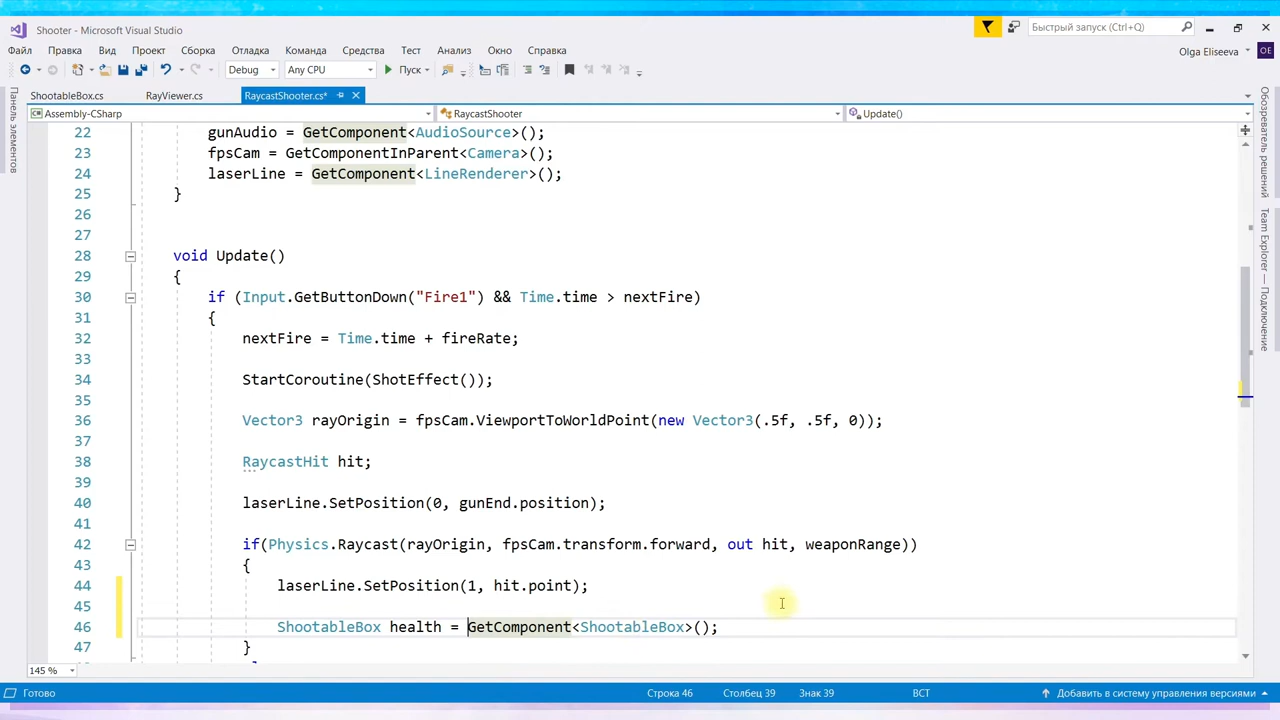 Shooter - Microsoft Visual Studio
Быстрый запуск (Ctrl+Q)
Файл Правка Вид Проект Сборка Отладка Команда Средства Тест Анализ Окно Справка
Olga Eliseeva OE
Debug Any CPU Пуск
ShootableBox.cs RayViewer.cs RaycastShooter.cs*
Assembly-CSharp RaycastShooter Update()
Панель элементов
Обозреватель решений
Team Explorer — Подключение
22 gunAudio = GetComponent<AudioSource>();
23 fpsCam = GetComponentInParent<Camera>();
24 laserLine = GetComponent<LineRenderer>();
25 }
26
27
28 void Update()
29 {
30 if (Input.GetButtonDown("Fire1") && Time.time > nextFire)
31 {
32 nextFire = Time.time + fireRate;
33
34 StartCoroutine(ShotEffect());
35
36 Vector3 rayOrigin = fpsCam.ViewportToWorldPoint(new Vector3(.5f, .5f, 0));
37
38 RaycastHit hit;
39
40 laserLine.SetPosition(0, gunEnd.position);
41
42 if(Physics.Raycast(rayOrigin, fpsCam.transform.forward, out hit, weaponRange))
43 {
44 laserLine.SetPosition(1, hit.point);
45
46 ShootableBox health = GetComponent<ShootableBox>();
47 }
145 %
Готово Строка 46 Столбец 39 Знак 39 ВСТ Добавить в систему управления версиями